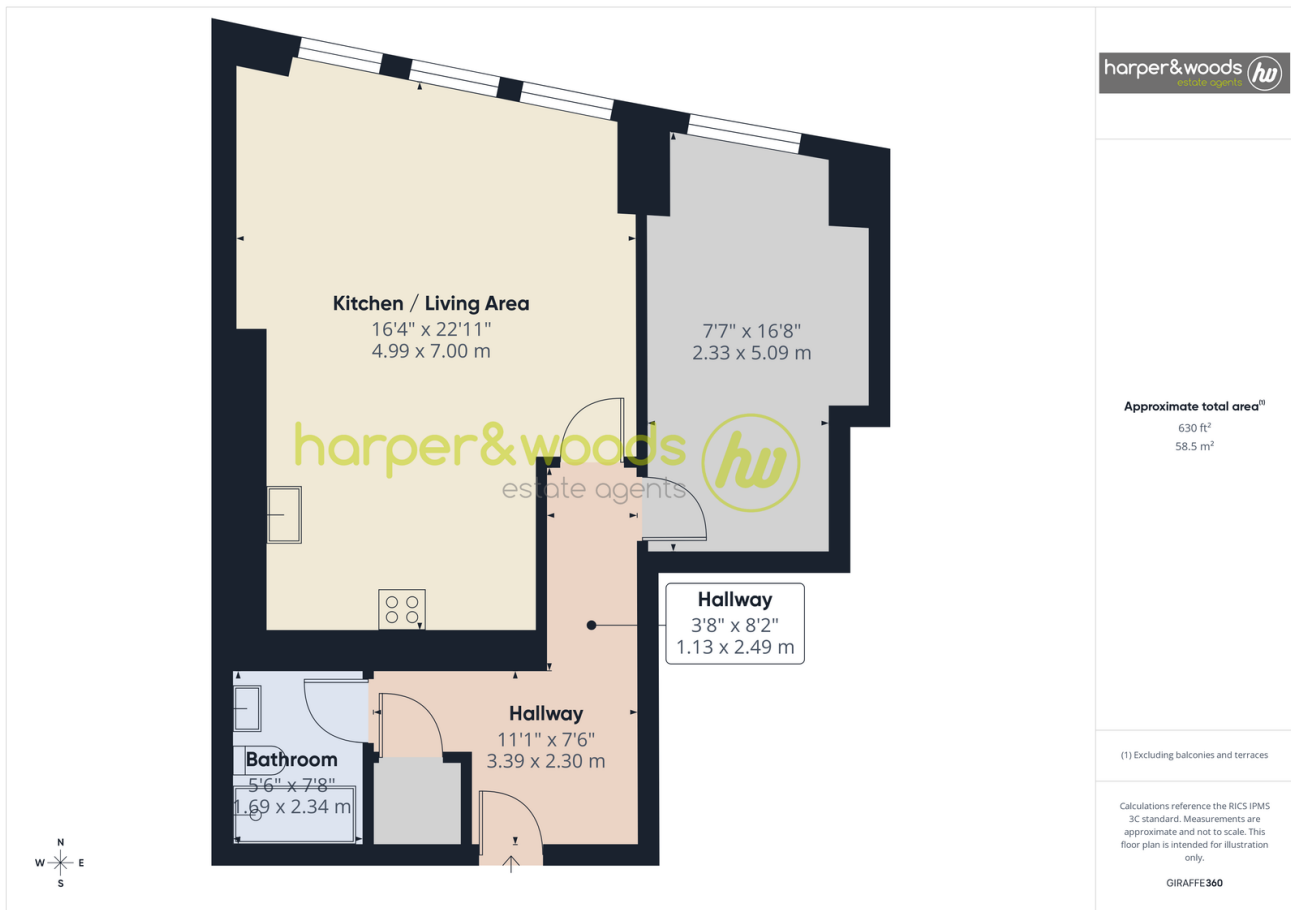 harper&woods
estate agents
hw
Kitchen / Living Area
16'4" x 22'11"
4.99 x 7.00 m
7'7" x 16'8"
2.33 x 5.09 m
harper&woods
estate agents
hw
Hallway
3'8" x 8'2"
1.13 x 2.49 m
Hallway
11'1" x 7'6"
3.39 x 2.30 m
Bathroom
5'6" x 7'8"
1.69 x 2.34 m
N
W E
S
Approximate total area(1)
630 ft²
58.5 m²
(1) Excluding balconies and terraces
Calculations reference the RICS IPMS
3C standard. Measurements are
approximate and not to scale. This
floor plan is intended for illustration
only.
GIRAFFE360